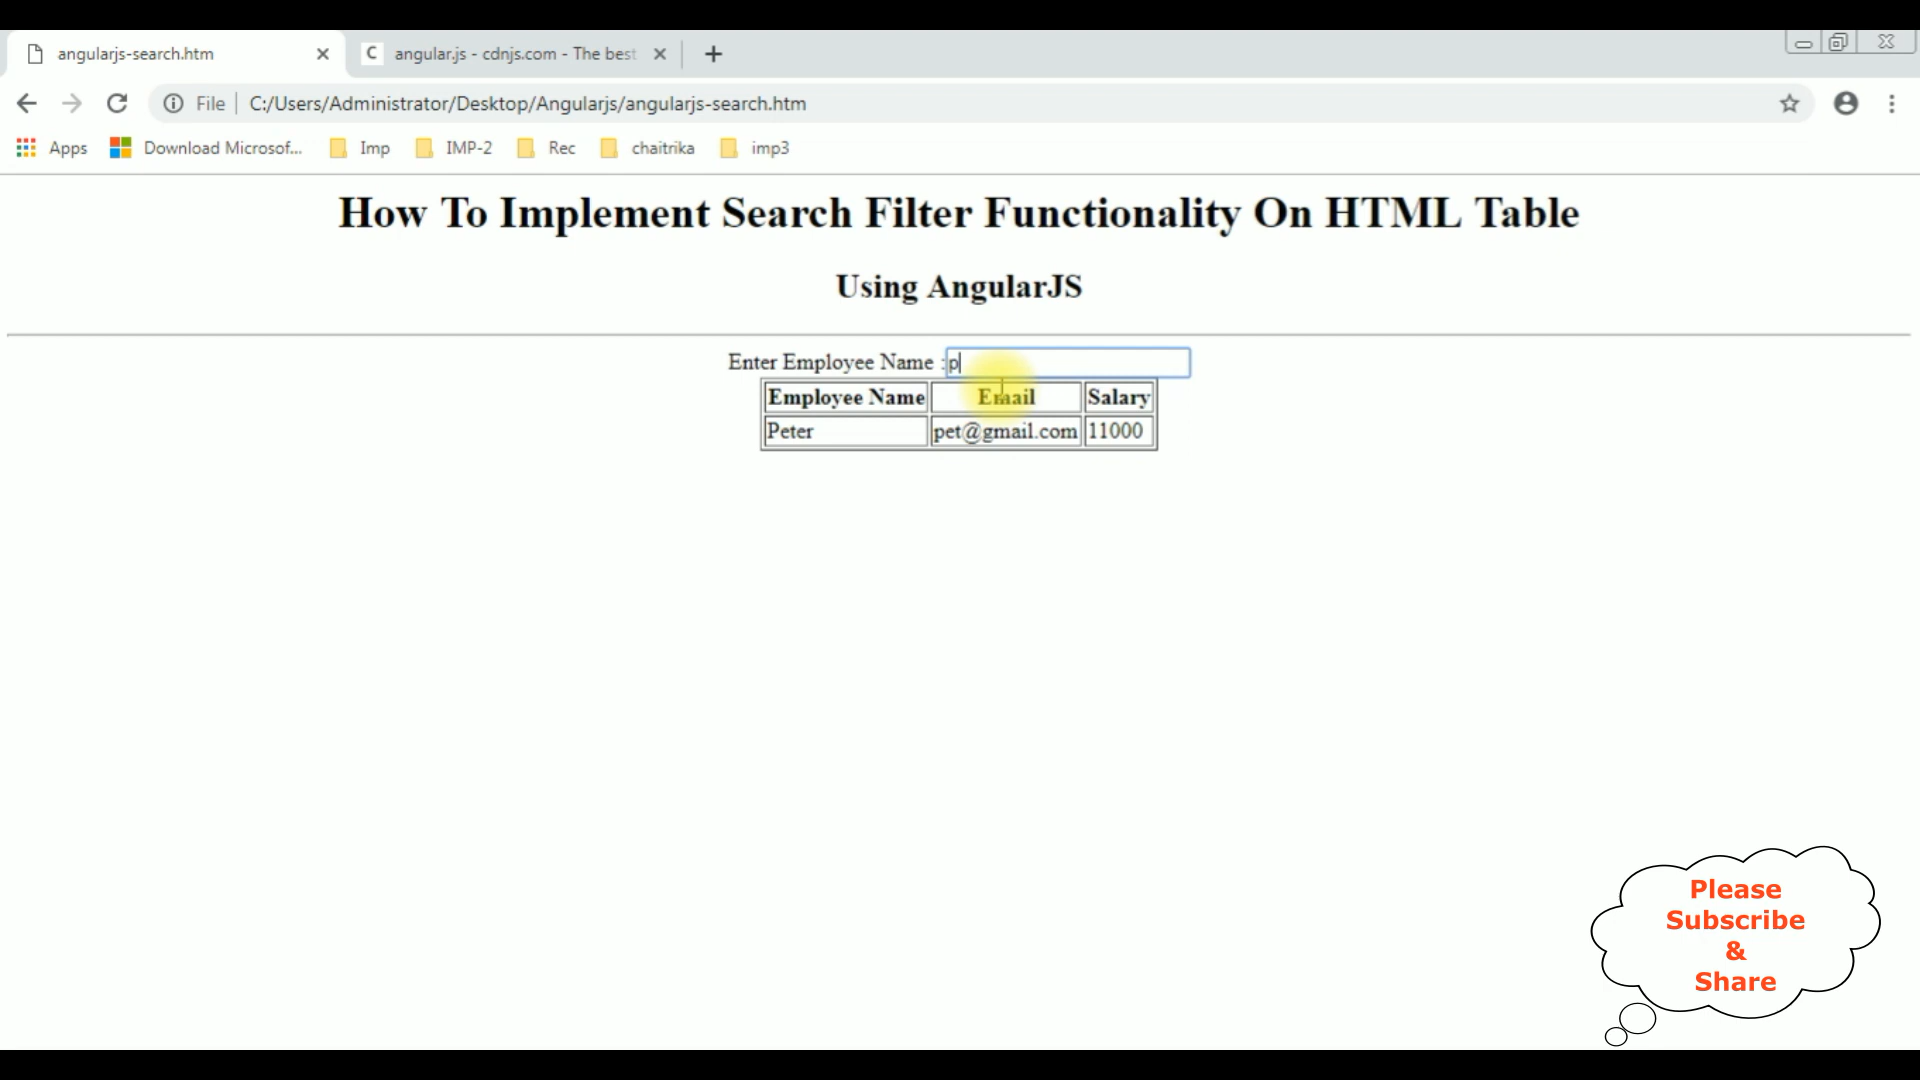 angularjs-search.htm
C angular.js - cdnjs.com - The best
File C:/Users/Administrator/Desktop/Angularjs/angularjs-search.htm
Apps Download Microsof... Imp IMP-2 Rec chaitrika imp3
How To Implement Search Filter Functionality On HTML Table
Using AngularJS
Enter Employee Name :p
Employee Name Email Salary
Peter pet@gmail.com 11000
Please
Subscribe
&
Share